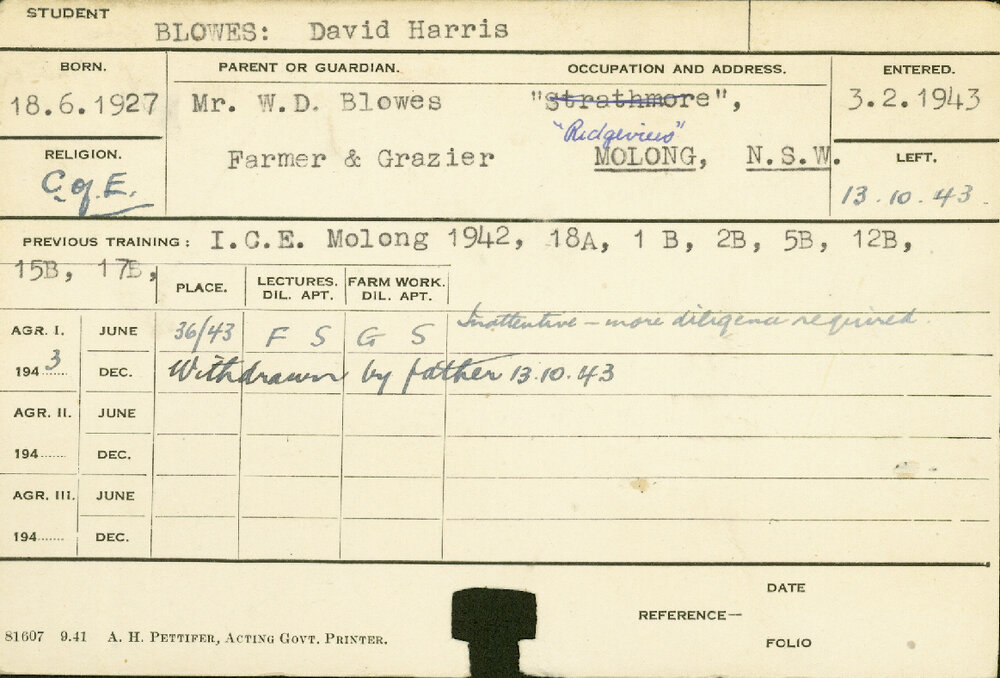 STUDENT
BLOWES: David Harris
BORN. PARENT OR GUARDIAN. OCCUPATION AND ADDRESS. ENTERED.
18.6.1927 Mr. W.D. Blowes "Strathmore", 3.2.1943
"Ridgeview"
RELIGION. Farmer & Grazier MOLONG, N.S.W. LEFT.
C of E. 13.10.43.
PREVIOUS TRAINING: I.C.E. Molong 1942, 18A, 1 B, 2B, 5B, 12B,
15B, 17B,
PLACE. LECTURES. DIL. APT. FARM WORK. DIL. APT.
AGR. I. JUNE 36/43 F S G S Inattentive - more diligence required
1943 DEC. Withdrawn by father 13.10.43
AGR. II. JUNE
194...... DEC.
AGR. III. JUNE
194...... DEC.
DATE
REFERENCE—
FOLIO
81607 9.41 A. H. PETTIFER, ACTING GOVT. PRINTER.